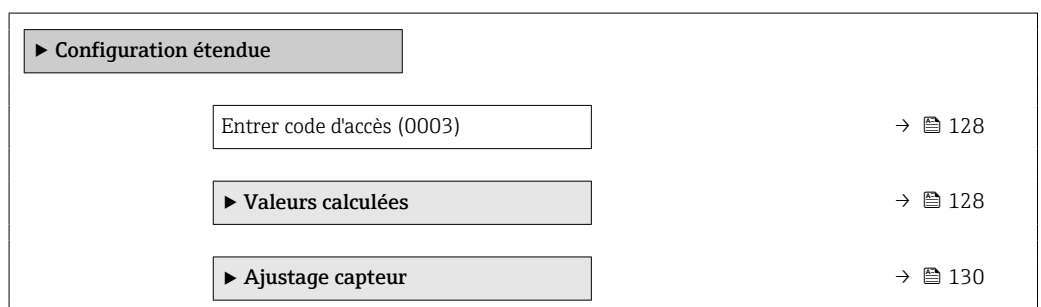 ▶ Configuration étendue
Entrer code d'accès (0003) → 128
▶ Valeurs calculées → 128
▶ Ajustage capteur → 130